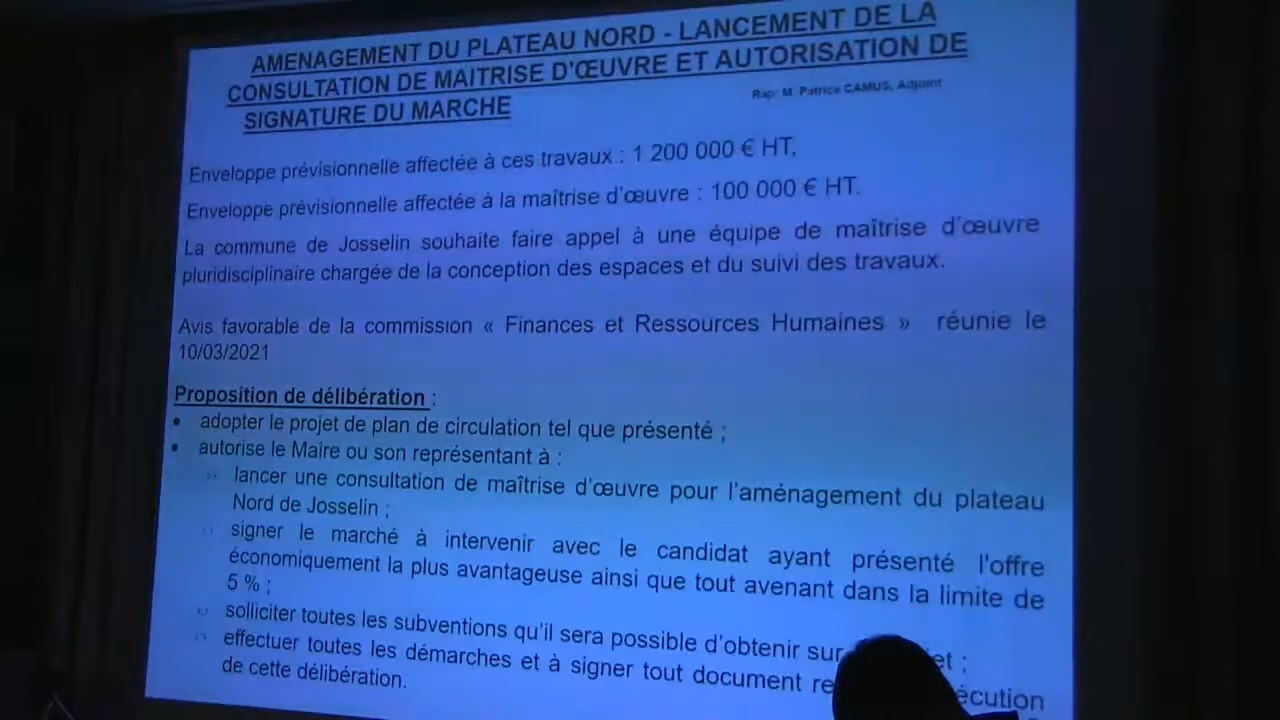 AMENAGEMENT DU PLATEAU NORD - LANCEMENT DE LA
CONSULTATION DE MAITRISE D'ŒUVRE ET AUTORISATION DE
SIGNATURE DU MARCHE
Rap: M. Patrice CAMUS, Adjoint
Enveloppe prévisionnelle affectée à ces travaux : 1 200 000 € HT.
Enveloppe prévisionnelle affectée à la maîtrise d'œuvre : 100 000 € HT.
La commune de Josselin souhaite faire appel à une équipe de maîtrise d'œuvre
pluridisciplinaire chargée de la conception des espaces et du suivi des travaux.
Avis favorable de la commission « Finances et Ressources Humaines » réunie le
10/03/2021
Proposition de délibération :
• adopter le projet de plan de circulation tel que présenté ;
• autorise le Maire ou son représentant à :
lancer une consultation de maîtrise d'œuvre pour l'aménagement du plateau
Nord de Josselin ;
signer le marché à intervenir avec le candidat ayant présenté l'offre
économiquement la plus avantageuse ainsi que tout avenant dans la limite de
5 % ;
solliciter toutes les subventions qu'il sera possible d'obtenir sur et ;
effectuer toutes les démarches et à signer tout document re écution
de cette délibération.